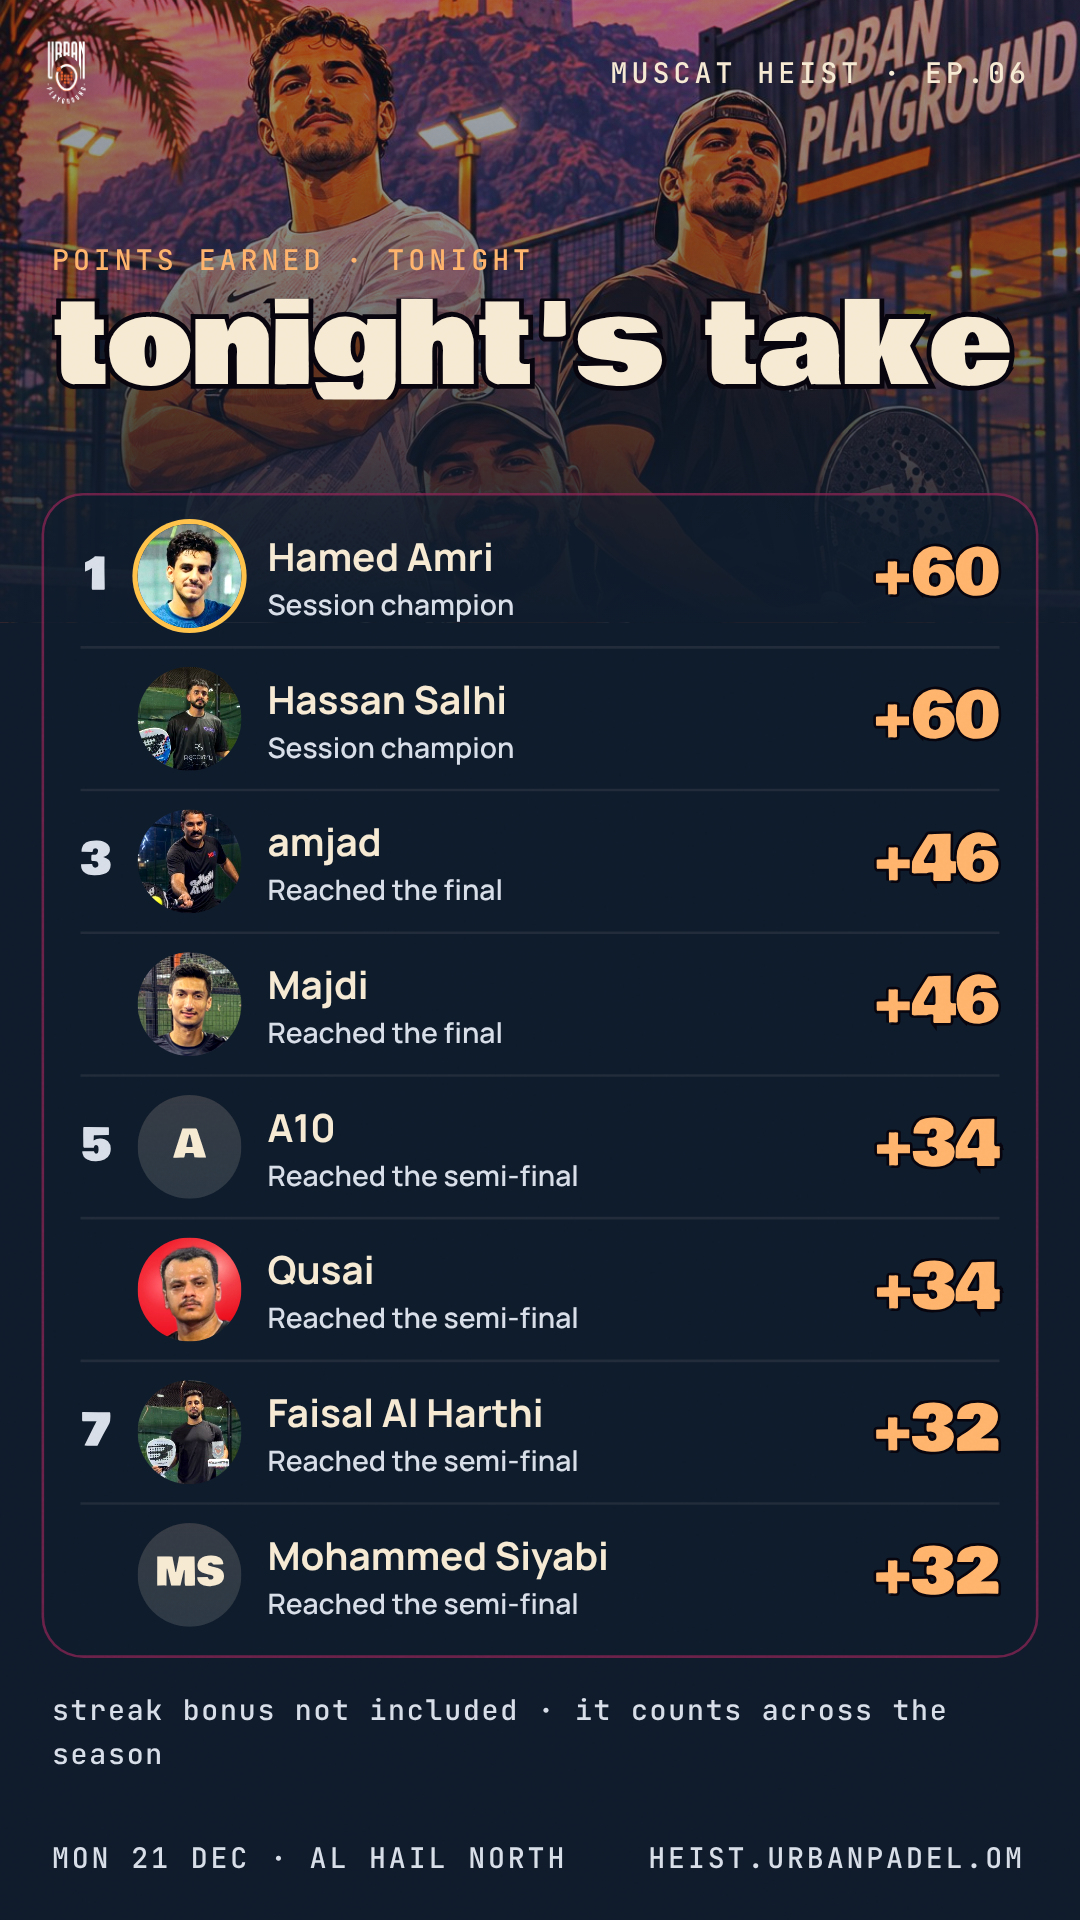 URBAN
PLAYGROUND
MUSCAT HEIST · EP.06
URBAN
PLAYGROUND
POINTS EARNED · TONIGHT
tonight's take
1
Hamed Amri
Session champion
+60
Hassan Salhi
Session champion
+60
3
amjad
Reached the final
+46
Majdi
Reached the final
+46
5
A
A10
Reached the semi-final
+34
Qusai
Reached the semi-final
+34
7
Faisal Al Harthi
Reached the semi-final
+32
MS
Mohammed Siyabi
Reached the semi-final
+32
streak bonus not included · it counts across the
season
MON 21 DEC · AL HAIL NORTH
HEIST.URBANPADEL.OM